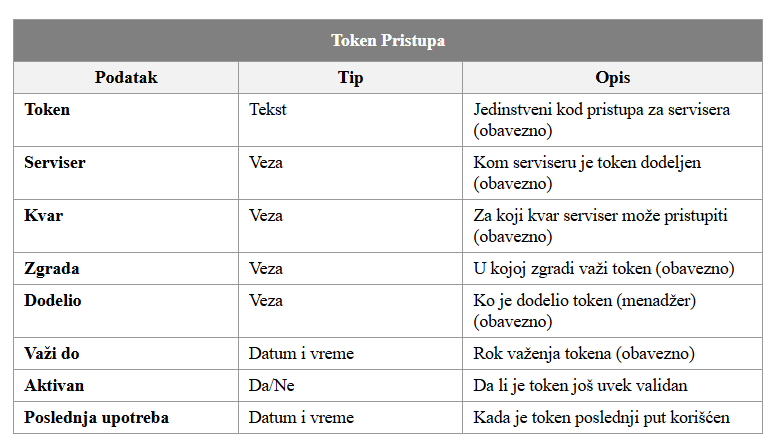 Token Pristupa
Podatak Tip Opis
Token Tekst Jedinstveni kod pristupa za servisera
(obavezno)
Serviser Veza Kom serviseru je token dodeljen
(obavezno)
Kvar Veza Za koji kvar serviser može pristupiti
(obavezno)
Zgrada Veza U kojoj zgradi važi token (obavezno)
Dodelio Veza Ko je dodelio token (menadžer)
(obavezno)
Važi do Datum i vreme Rok važenja tokena (obavezno)
Aktivan Da/Ne Da li je token još uvek validan
Poslednja upotreba Datum i vreme Kada je token poslednji put korišćen